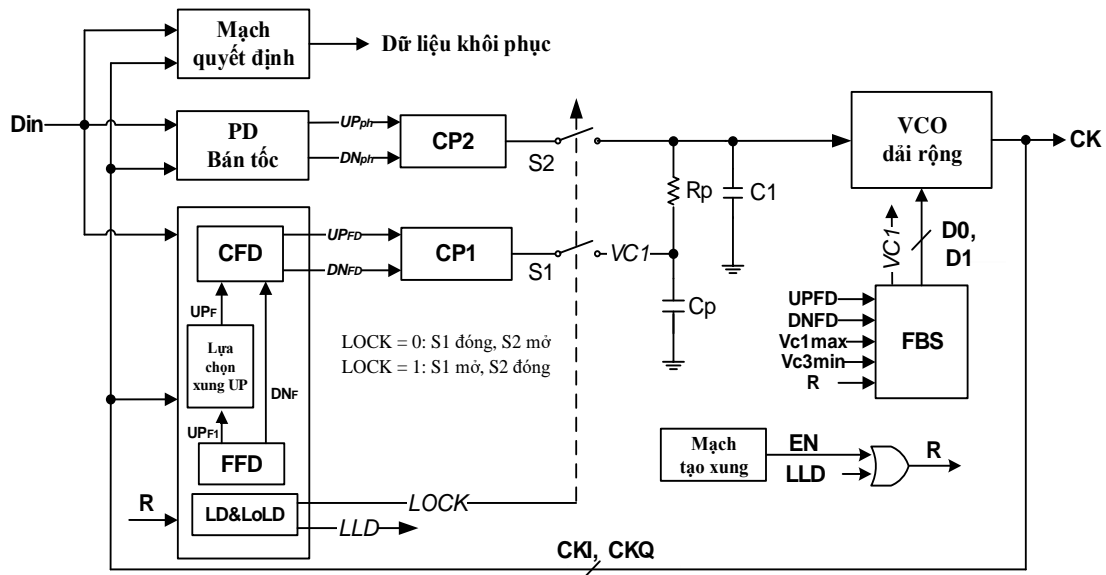 Mạch
quyết định
Dữ liệu khôi phục
Din
PD
Bán tốc
UPph
DNph
CP2
S2
Rp
C1
VCO
dải rộng
CK
CFD
UPFD
DNFD
CP1
S1
VC1
Cp
VC1
D0,
D1
UPFD
DNFD
Vc1max
Vc3min
R
FBS
UPF
Lựa
chọn
xung UP
DNF
UPF1
FFD
LOCK = 0: S1 đóng, S2 mở
LOCK = 1: S1 mở, S2 đóng
Mạch
tạo xung
EN
LLD
R
R
LD&LoLD
LOCK
LLD
CKI, CKQ